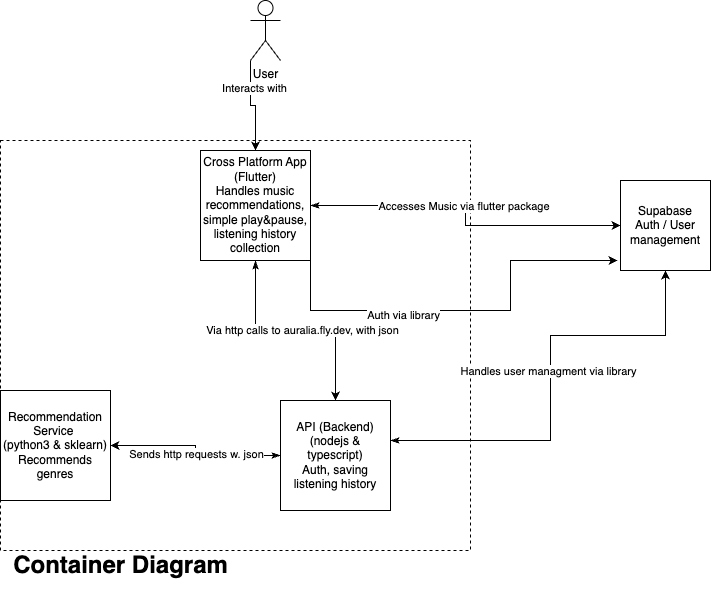 User
Interacts with
Cross Platform App
(Flutter)
Handles music
recommendations,
simple play&pause,
listening history
collection
Accesses Music via flutter package
Supabase
Auth / User
management
Auth via library
Via http calls to auralia.fly.dev, with json
Handles user managment via library
Recommendation
Service
(python3 & sklearn)
Recommends
genres
Sends http requests w. json
API (Backend)
(nodejs &
typescript)
Auth, saving
listening history
Container Diagram